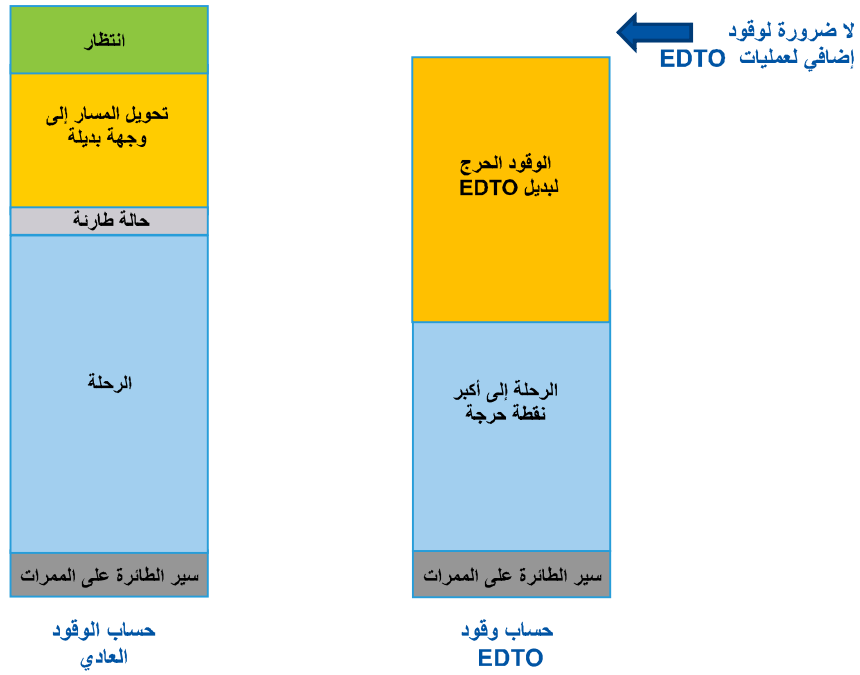 لا ضرورة لوقود
إضافي لعمليات EDTO
انتظار
تحويل المسار إلى
وجهة بديلة
حالة طارئة
الرحلة
سير الطائرة على الممرات
حساب الوقود
العادي
الوقود الحرج
لبديل EDTO
الرحلة إلى أكبر
نقطة حرجة
سير الطائرة على الممرات
حساب وقود
EDTO